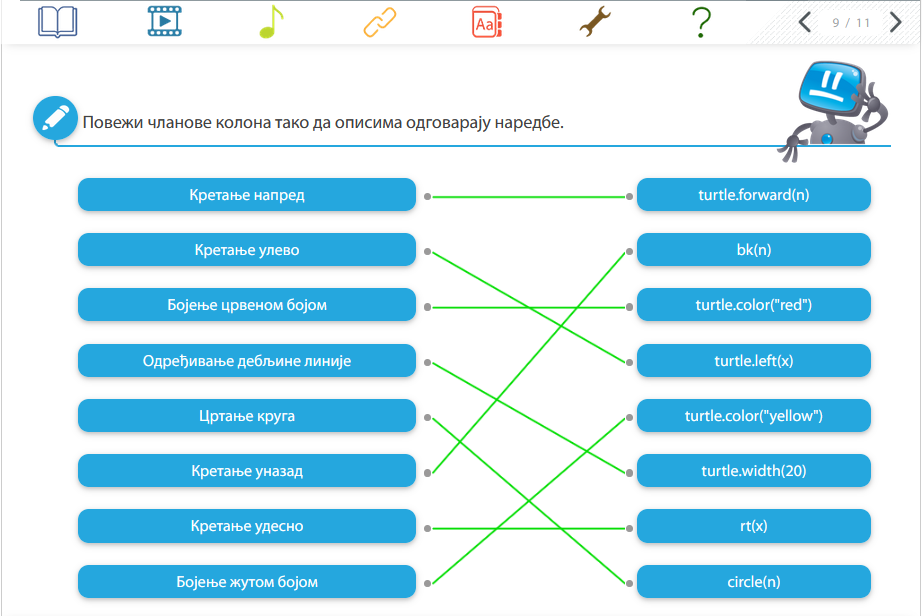 Aa
?
9 / 11
Повежи чланове колона тако да описима одговарају наредбе.
Кретање напред
turtle.forward(n)
Кретање улево
bk(n)
Бојење црвеном бојом
turtle.color("red")
Одређивање дебљине линије
turtle.left(x)
Цртање круга
turtle.color("yellow")
Кретање уназад
turtle.width(20)
Кретање удесно
rt(x)
Бојење жутом бојом
circle(n)